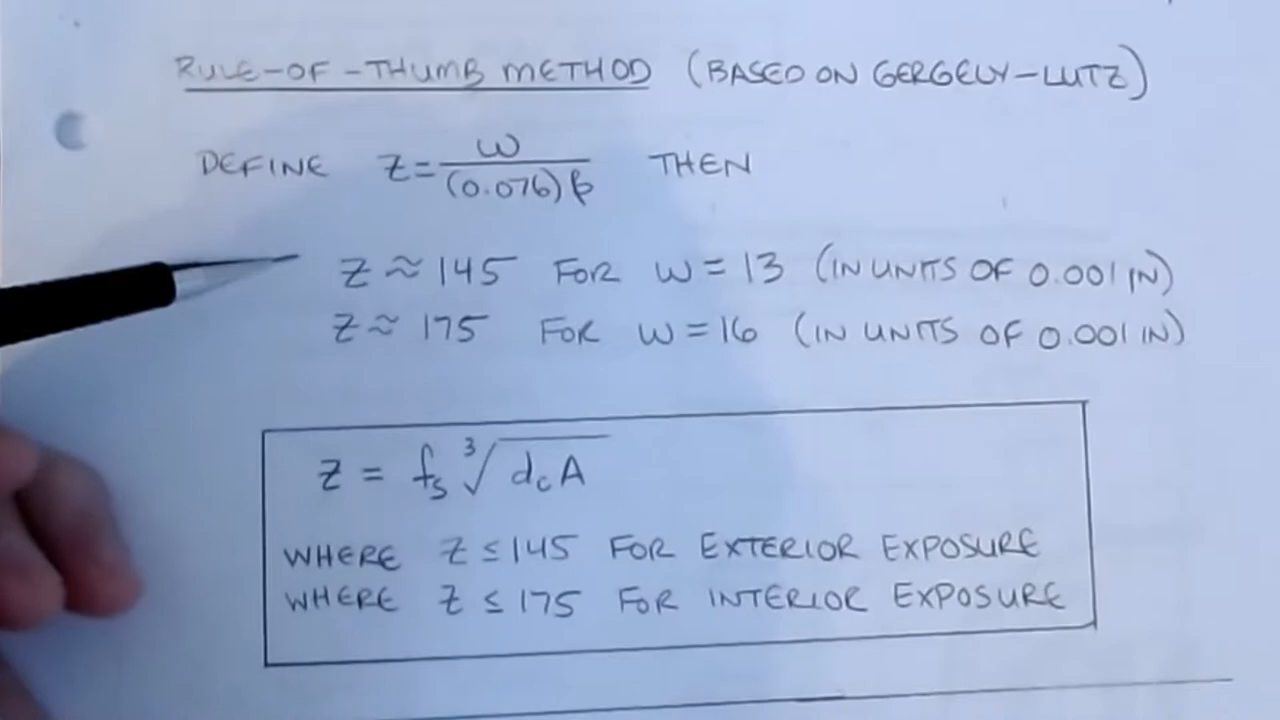 RULE-OF-THUMB METHOD (BASED ON GERGELY-LUTZ)
DEFINE Z = w / (0.076)β THEN
Z ≈ 145 FOR w = 13 (IN UNITS OF 0.001 IN)
Z ≈ 175 FOR w = 16 (IN UNITS OF 0.001 IN)
Z = fs ∛(dcA)
WHERE Z ≤ 145 FOR EXTERIOR EXPOSURE
WHERE Z ≤ 175 FOR INTERIOR EXPOSURE